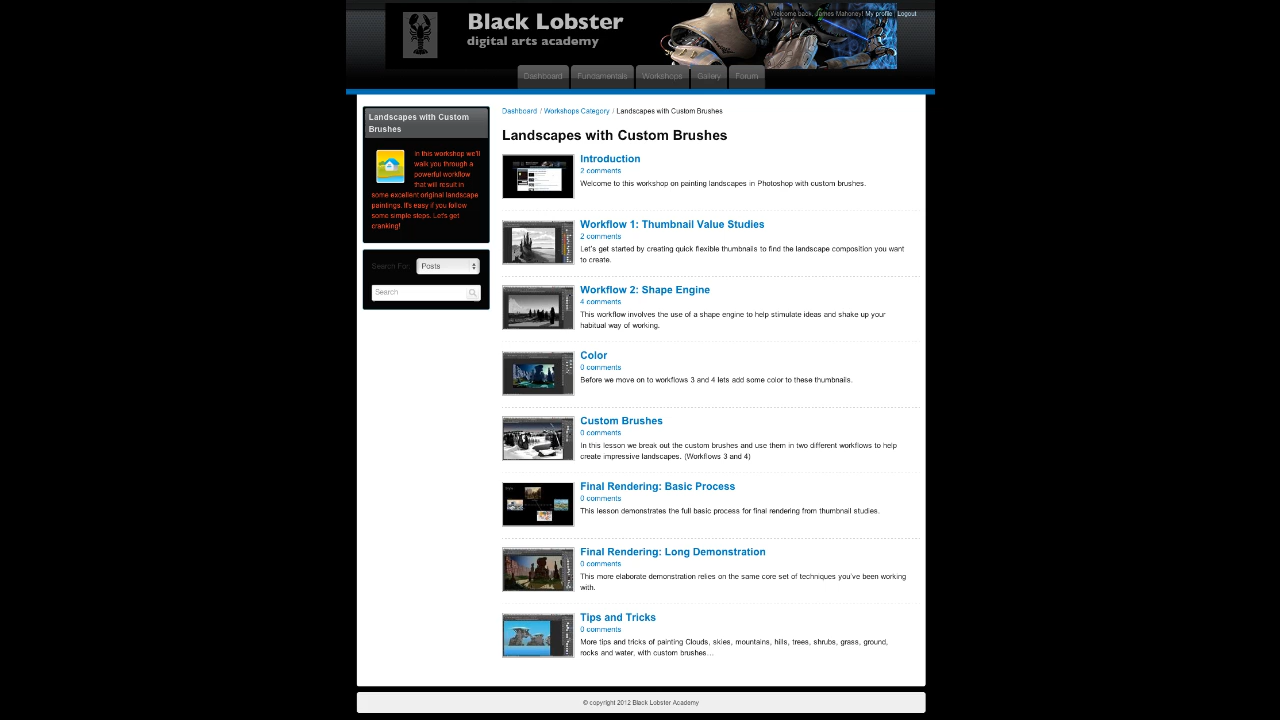 Black Lobster
digital arts academy
Welcome back, James Mahoney! My profile | Logout
Dashboard
Fundamentals
Workshops
Gallery
Forum
Landscapes with Custom
Brushes
In this workshop we'll
walk you through a
powerful workflow
that will result in
some excellent original landscape
paintings. It's easy if you follow
some simple steps. Let's get
cranking!
Search For:
Posts
Search
Dashboard / Workshops Category / Landscapes with Custom Brushes
Landscapes with Custom Brushes
Introduction
2 comments
Welcome to this workshop on painting landscapes in Photoshop with custom brushes.
Workflow 1: Thumbnail Value Studies
2 comments
Let's get started by creating quick flexible thumbnails to find the landscape composition you want
to create.
Workflow 2: Shape Engine
4 comments
This workflow involves the use of a shape engine to help stimulate ideas and shake up your
habitual way of working.
Color
0 comments
Before we move on to workflows 3 and 4 lets add some color to these thumbnails.
Custom Brushes
0 comments
In this lesson we break out the custom brushes and use them in two different workflows to help
create impressive landscapes. (Workflows 3 and 4)
Final Rendering: Basic Process
0 comments
This lesson demonstrates the full basic process for final rendering from thumbnail studies.
Final Rendering: Long Demonstration
0 comments
This more elaborate demonstration relies on the same core set of techniques you've been working
with.
Tips and Tricks
0 comments
More tips and tricks of painting Clouds, skies, mountains, hills, trees, shrubs, grass, ground,
rocks and water, with custom brushes…
© copyright 2012 Black Lobster Academy